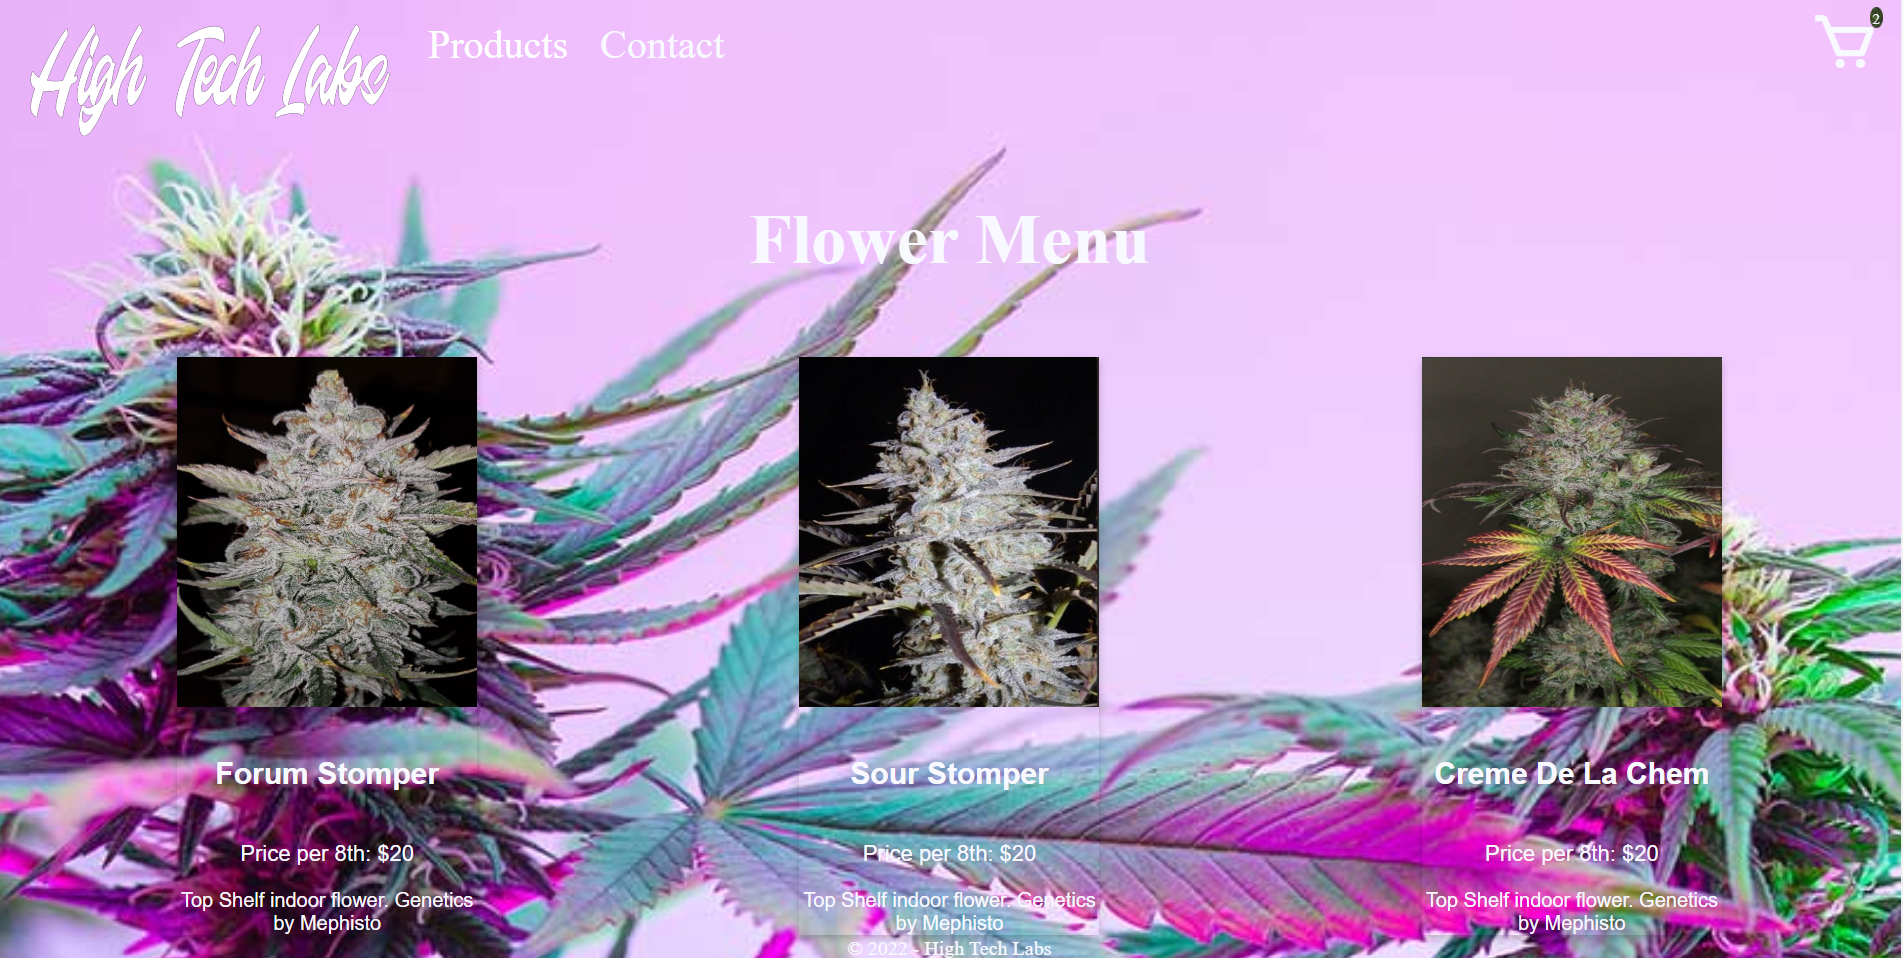 High Tech Labs
Products Contact
2
Flower Menu
Forum Stomper
Price per 8th: $20
Top Shelf indoor flower. Genetics
by Mephisto
Sour Stomper
Price per 8th: $20
Top Shelf indoor flower. Genetics
by Mephisto
Creme De La Chem
Price per 8th: $20
Top Shelf indoor flower. Genetics
by Mephisto
© 2022 - High Tech Labs